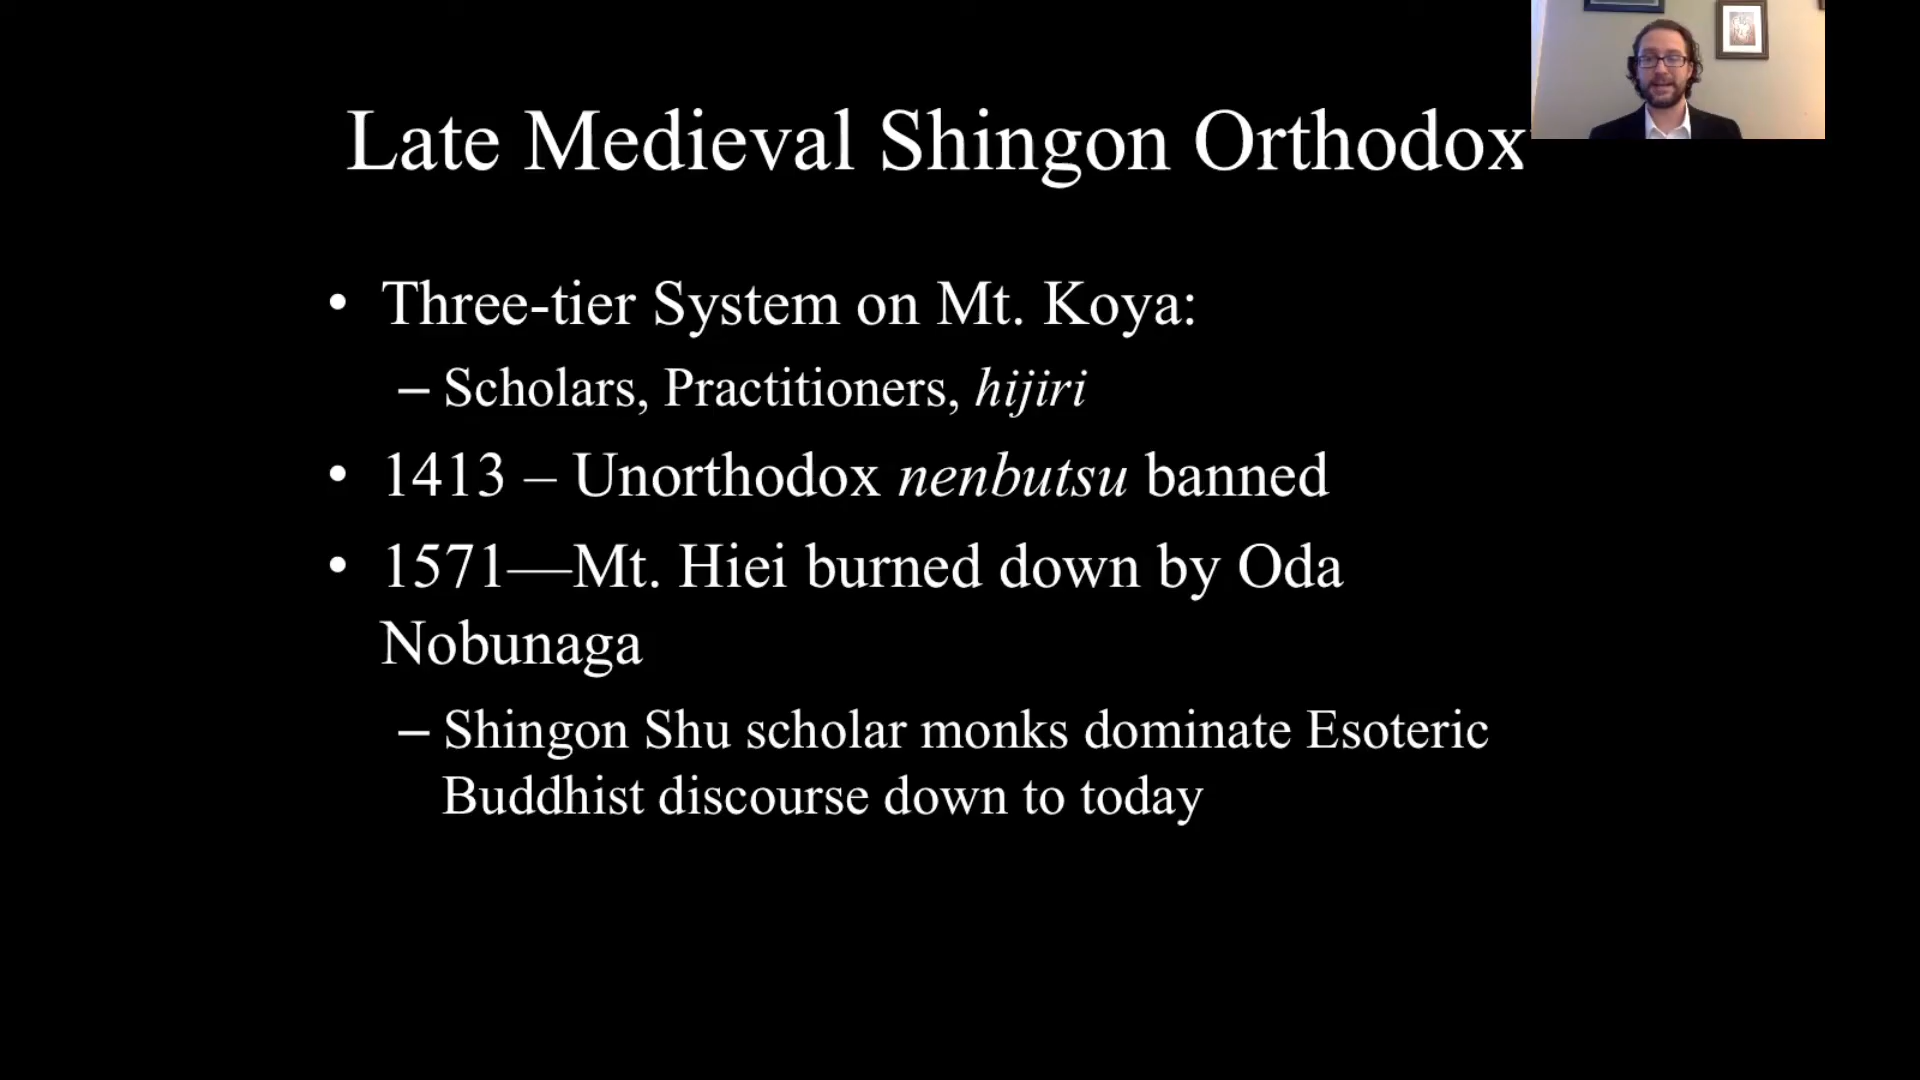 Late Medieval Shingon Orthodox
• Three-tier System on Mt. Koya:
– Scholars, Practitioners, hijiri
• 1413 – Unorthodox nenbutsu banned
• 1571—Mt. Hiei burned down by Oda
Nobunaga
– Shingon Shu scholar monks dominate Esoteric
Buddhist discourse down to today